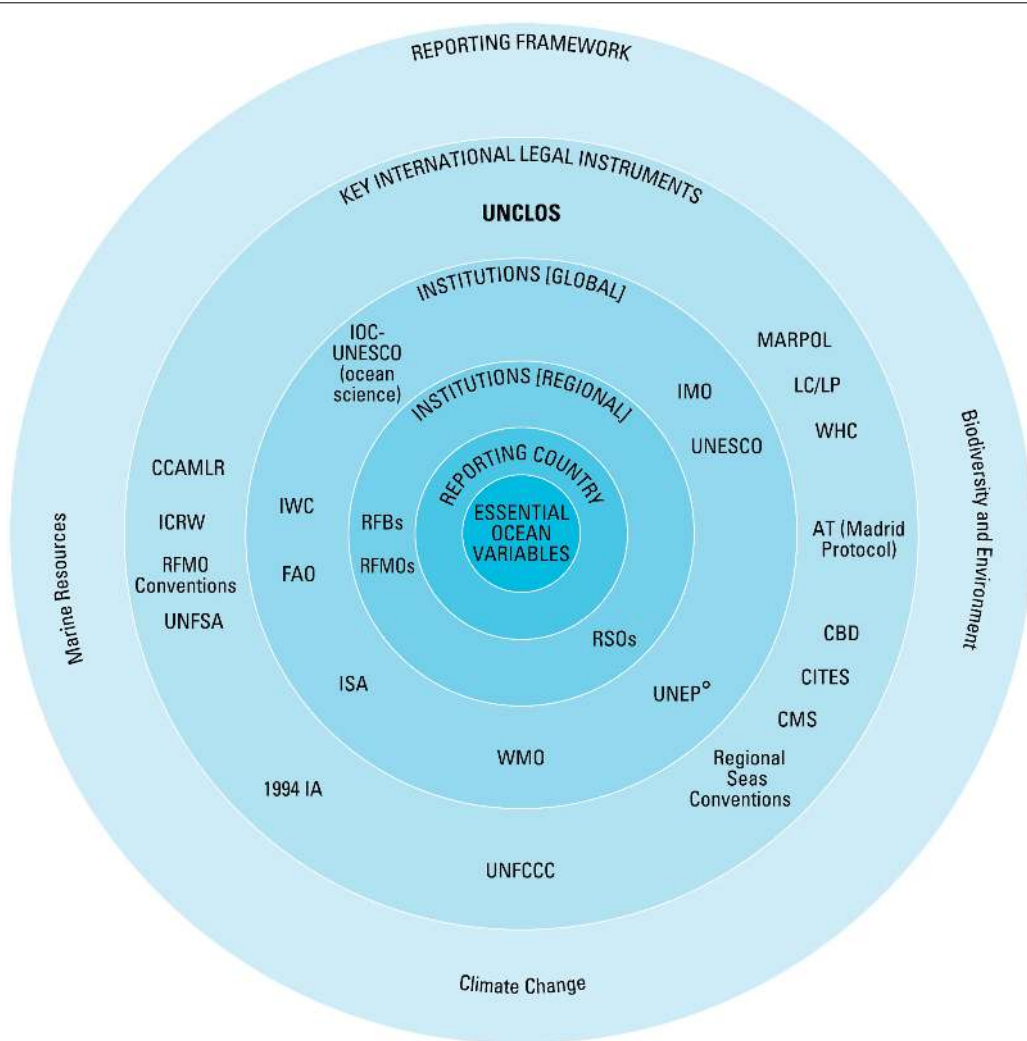 REPORTING FRAMEWORK
KEY INTERNATIONAL LEGAL INSTRUMENTS
UNCLOS
INSTITUTIONS [GLOBAL]
IOC-
UNESCO
(ocean
science)
MARPOL
INSTITUTIONS [REGIONAL]
IMO
LC/LP
UNESCO
WHC
REPORTING COUNTRY
CCAMLR
ICRW
RFMO
Conventions
UNFSA
IWC
FAO
RFBs
RFMOs
ESSENTIAL
OCEAN
VARIABLES
AT (Madrid
Protocol)
Marine Resources
Biodiversity and Environment
RSOs
CBD
CITES
CMS
ISA
UNEP°
WMO
Regional
Seas
Conventions
1994 IA
UNFCCC
Climate Change